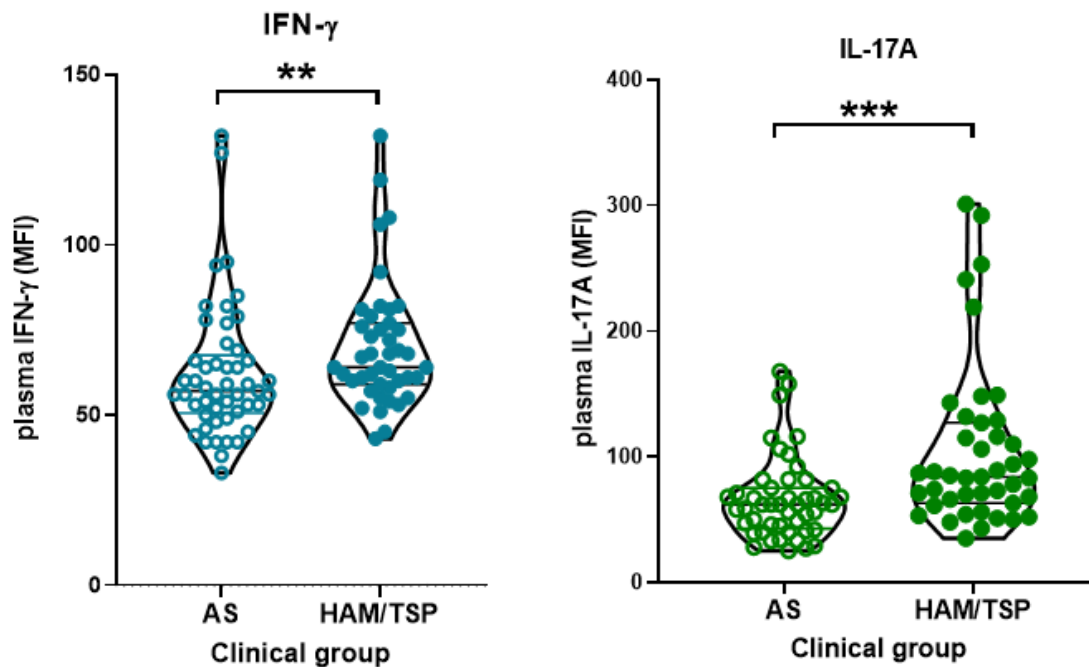 IFN-γ
**
150
100
50
0
plasma IFN-γ (MFI)
AS
HAM/TSP
Clinical group
IL-17A
***
400
300
200
100
0
plasma IL-17A (MFI)
AS
HAM/TSP
Clinical group